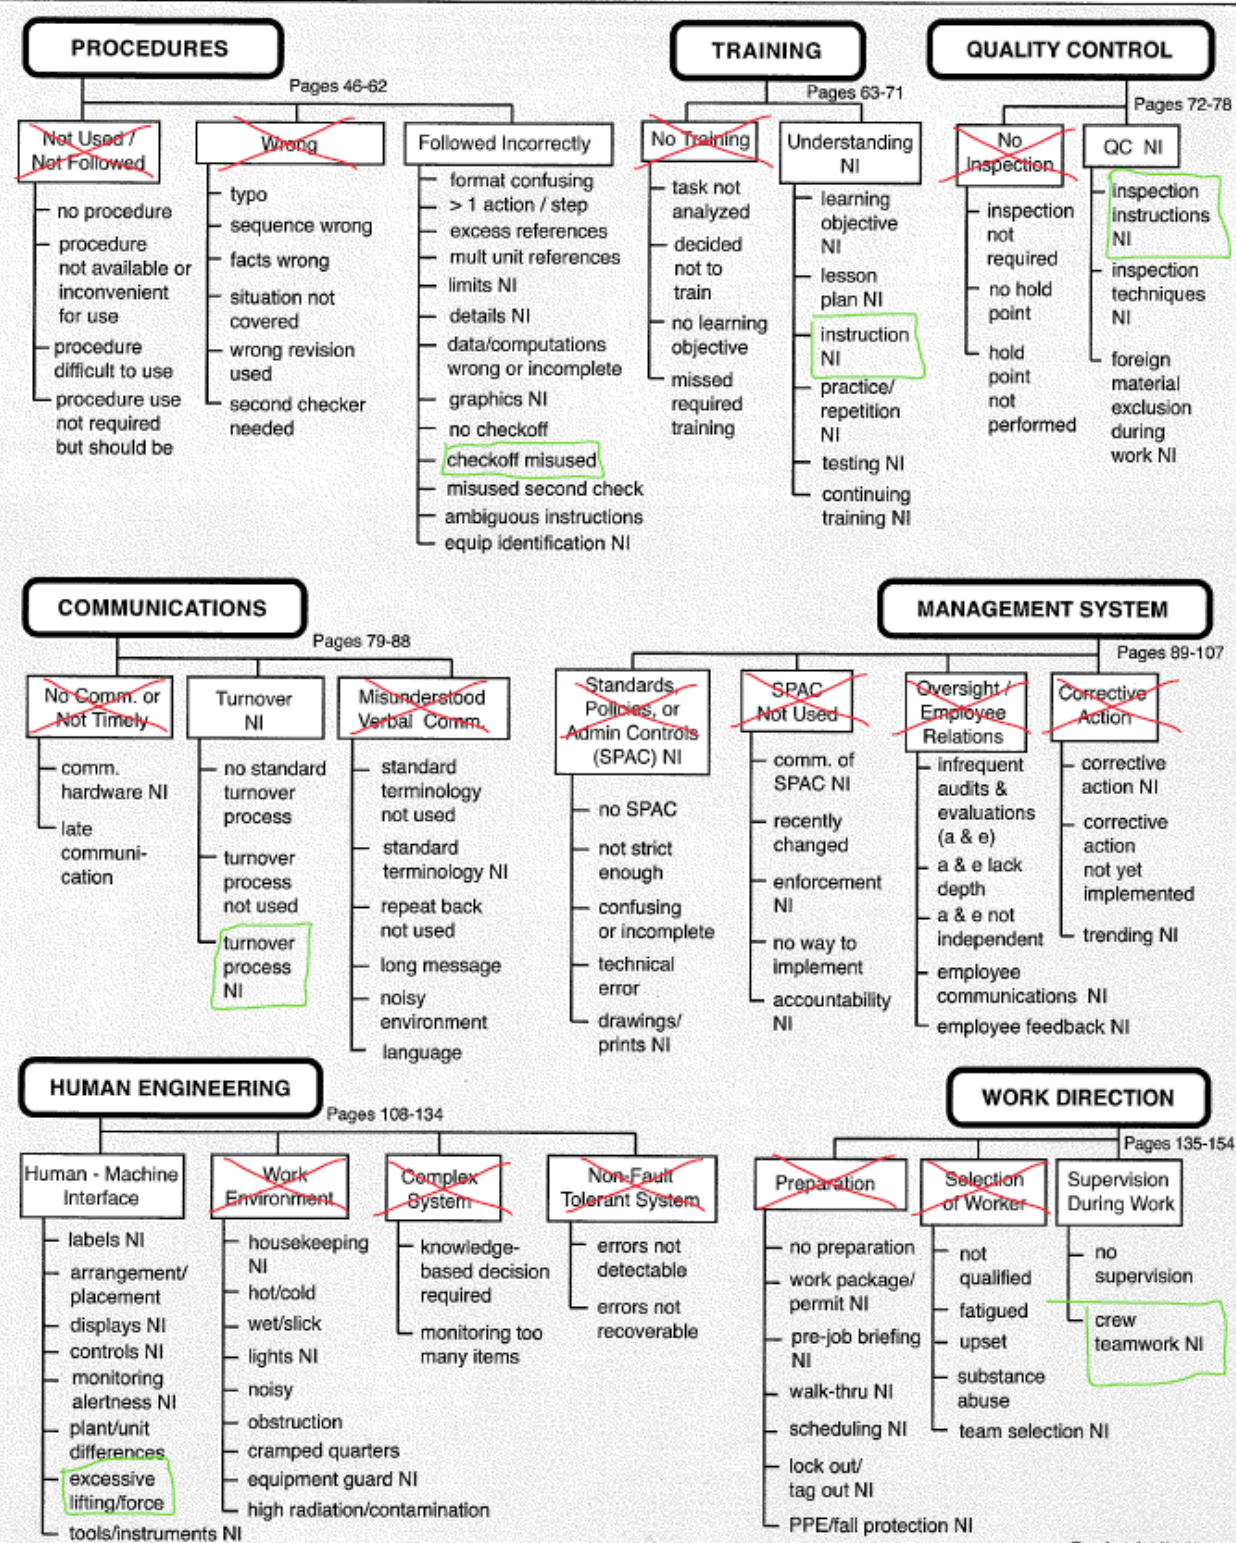 PROCEDURES
Pages 46-62
Not Used /
Not Followed
no procedure
procedure
not available or
inconvenient
for use
procedure
difficult to use
procedure use
not required
but should be
Wrong
typo
sequence wrong
facts wrong
situation not
covered
wrong revision
used
second checker
needed
Followed Incorrectly
format confusing
> 1 action / step
excess references
mult unit references
limits NI
details NI
data/computations
wrong or incomplete
graphics NI
no checkoff
checkoff misused
misused second check
ambiguous instructions
equip identification NI
TRAINING
Pages 63-71
No Training
task not
analyzed
decided
not to
train
no learning
objective
missed
required
training
Understanding
NI
learning
objective
NI
lesson
plan NI
instruction
NI
practice/
repetition
NI
testing NI
continuing
training NI
QUALITY CONTROL
Pages 72-78
No
Inspection
inspection
not
required
no hold
point
hold
point
not
performed
QC NI
inspection
instructions
NI
inspection
techniques
NI
foreign
material
exclusion
during
work NI
COMMUNICATIONS
Pages 79-88
No Comm. or
Not Timely
comm.
hardware NI
late
communi-
cation
Turnover
NI
no standard
turnover
process
turnover
process
not used
turnover
process
NI
Misunderstood
Verbal Comm.
standard
terminology
not used
standard
terminology NI
repeat back
not used
long message
noisy
environment
language
MANAGEMENT SYSTEM
Pages 89-107
Standards,
Policies, or
Admin Controls
(SPAC) NI
no SPAC
not strict
enough
confusing
or incomplete
technical
error
drawings/
prints NI
SPAC
Not Used
comm. of
SPAC NI
recently
changed
enforcement
NI
no way to
implement
accountability
NI
Oversight /
Employee
Relations
infrequent
audits &
evaluations
(a & e)
a & e lack
depth
a & e not
independent
employee
communications NI
employee feedback NI
Corrective
Action
corrective
action NI
corrective
action
not yet
implemented
trending NI
HUMAN ENGINEERING
Pages 108-134
Human - Machine
Interface
labels NI
arrangement/
placement
displays NI
controls NI
monitoring
alertness NI
plant/unit
differences
excessive
lifting/force
tools/instruments NI
Work
Environment
housekeeping
NI
hot/cold
wet/slick
lights NI
noisy
obstruction
cramped quarters
equipment guard NI
high radiation/contamination
Complex
System
knowledge-
based decision
required
monitoring too
many items
Non-Fault
Tolerant System
errors not
detectable
errors not
recoverable
WORK DIRECTION
Pages 135-154
Preparation
no preparation
work package/
permit NI
pre-job briefing
NI
walk-thru NI
scheduling NI
lock out/
tag out NI
PPE/fall protection NI
Selection
of Worker
not
qualified
fatigued
upset
substance
abuse
team selection NI
Supervision
During Work
no
supervision
crew
teamwork NI